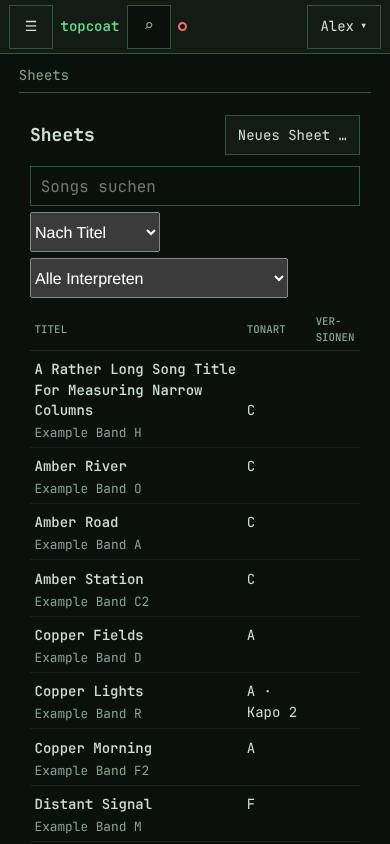 ☰ topcoat ⌕ Alex ▾
Sheets
Sheets Neues Sheet …
Songs suchen
Nach Titel
Alle Interpreten
TITEL TONART VER-
SIONEN
A Rather Long Song Title
For Measuring Narrow
Columns C
Example Band H
Amber River C
Example Band O
Amber Road C
Example Band A
Amber Station C
Example Band C2
Copper Fields A
Example Band D
Copper Lights A ·
Example Band R Kapo 2
Copper Morning A
Example Band F2
Distant Signal F
Example Band M